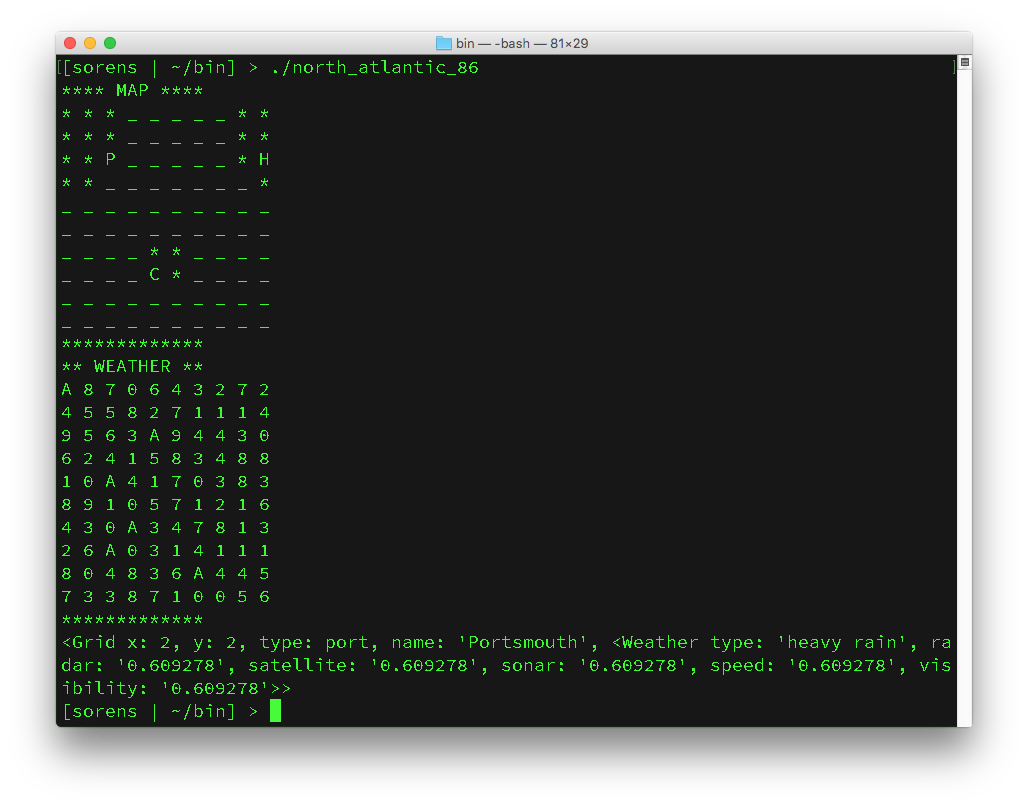 bin — -bash — 81×29
[[sorens | ~/bin] > ./north_atlantic_86 ]
**** MAP ****
* * * _ _ _ _ _ * *
* * * _ _ _ _ _ * *
* * P _ _ _ _ _ * H
* * _ _ _ _ _ _ _ *
_ _ _ _ _ _ _ _ _ _
_ _ _ _ _ _ _ _ _ _
_ _ _ _ * * _ _ _ _
_ _ _ _ C * _ _ _ _
_ _ _ _ _ _ _ _ _ _
_ _ _ _ _ _ _ _ _ _
*************
** WEATHER **
A 8 7 0 6 4 3 2 7 2
4 5 5 8 2 7 1 1 1 4
9 5 6 3 A 9 4 4 3 0
6 2 4 1 5 8 3 4 8 8
1 0 A 4 1 7 0 3 8 3
8 9 1 0 5 7 1 2 1 6
4 3 0 A 3 4 7 8 1 3
2 6 A 0 3 1 4 1 1 1
8 0 4 8 3 6 A 4 4 5
7 3 3 8 7 1 0 0 5 6
*************
<Grid x: 2, y: 2, type: port, name: 'Portsmouth', <Weather type: 'heavy rain', ra
dar: '0.609278', satellite: '0.609278', sonar: '0.609278', speed: '0.609278', vis
ibility: '0.609278'>>
[sorens | ~/bin] >